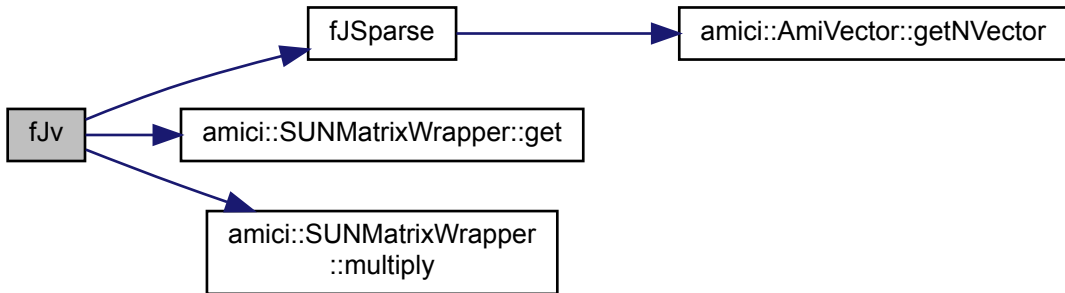 fJSparse
amici::AmiVector::getNVector
fJv
amici::SUNMatrixWrapper::get
amici::SUNMatrixWrapper
::multiply